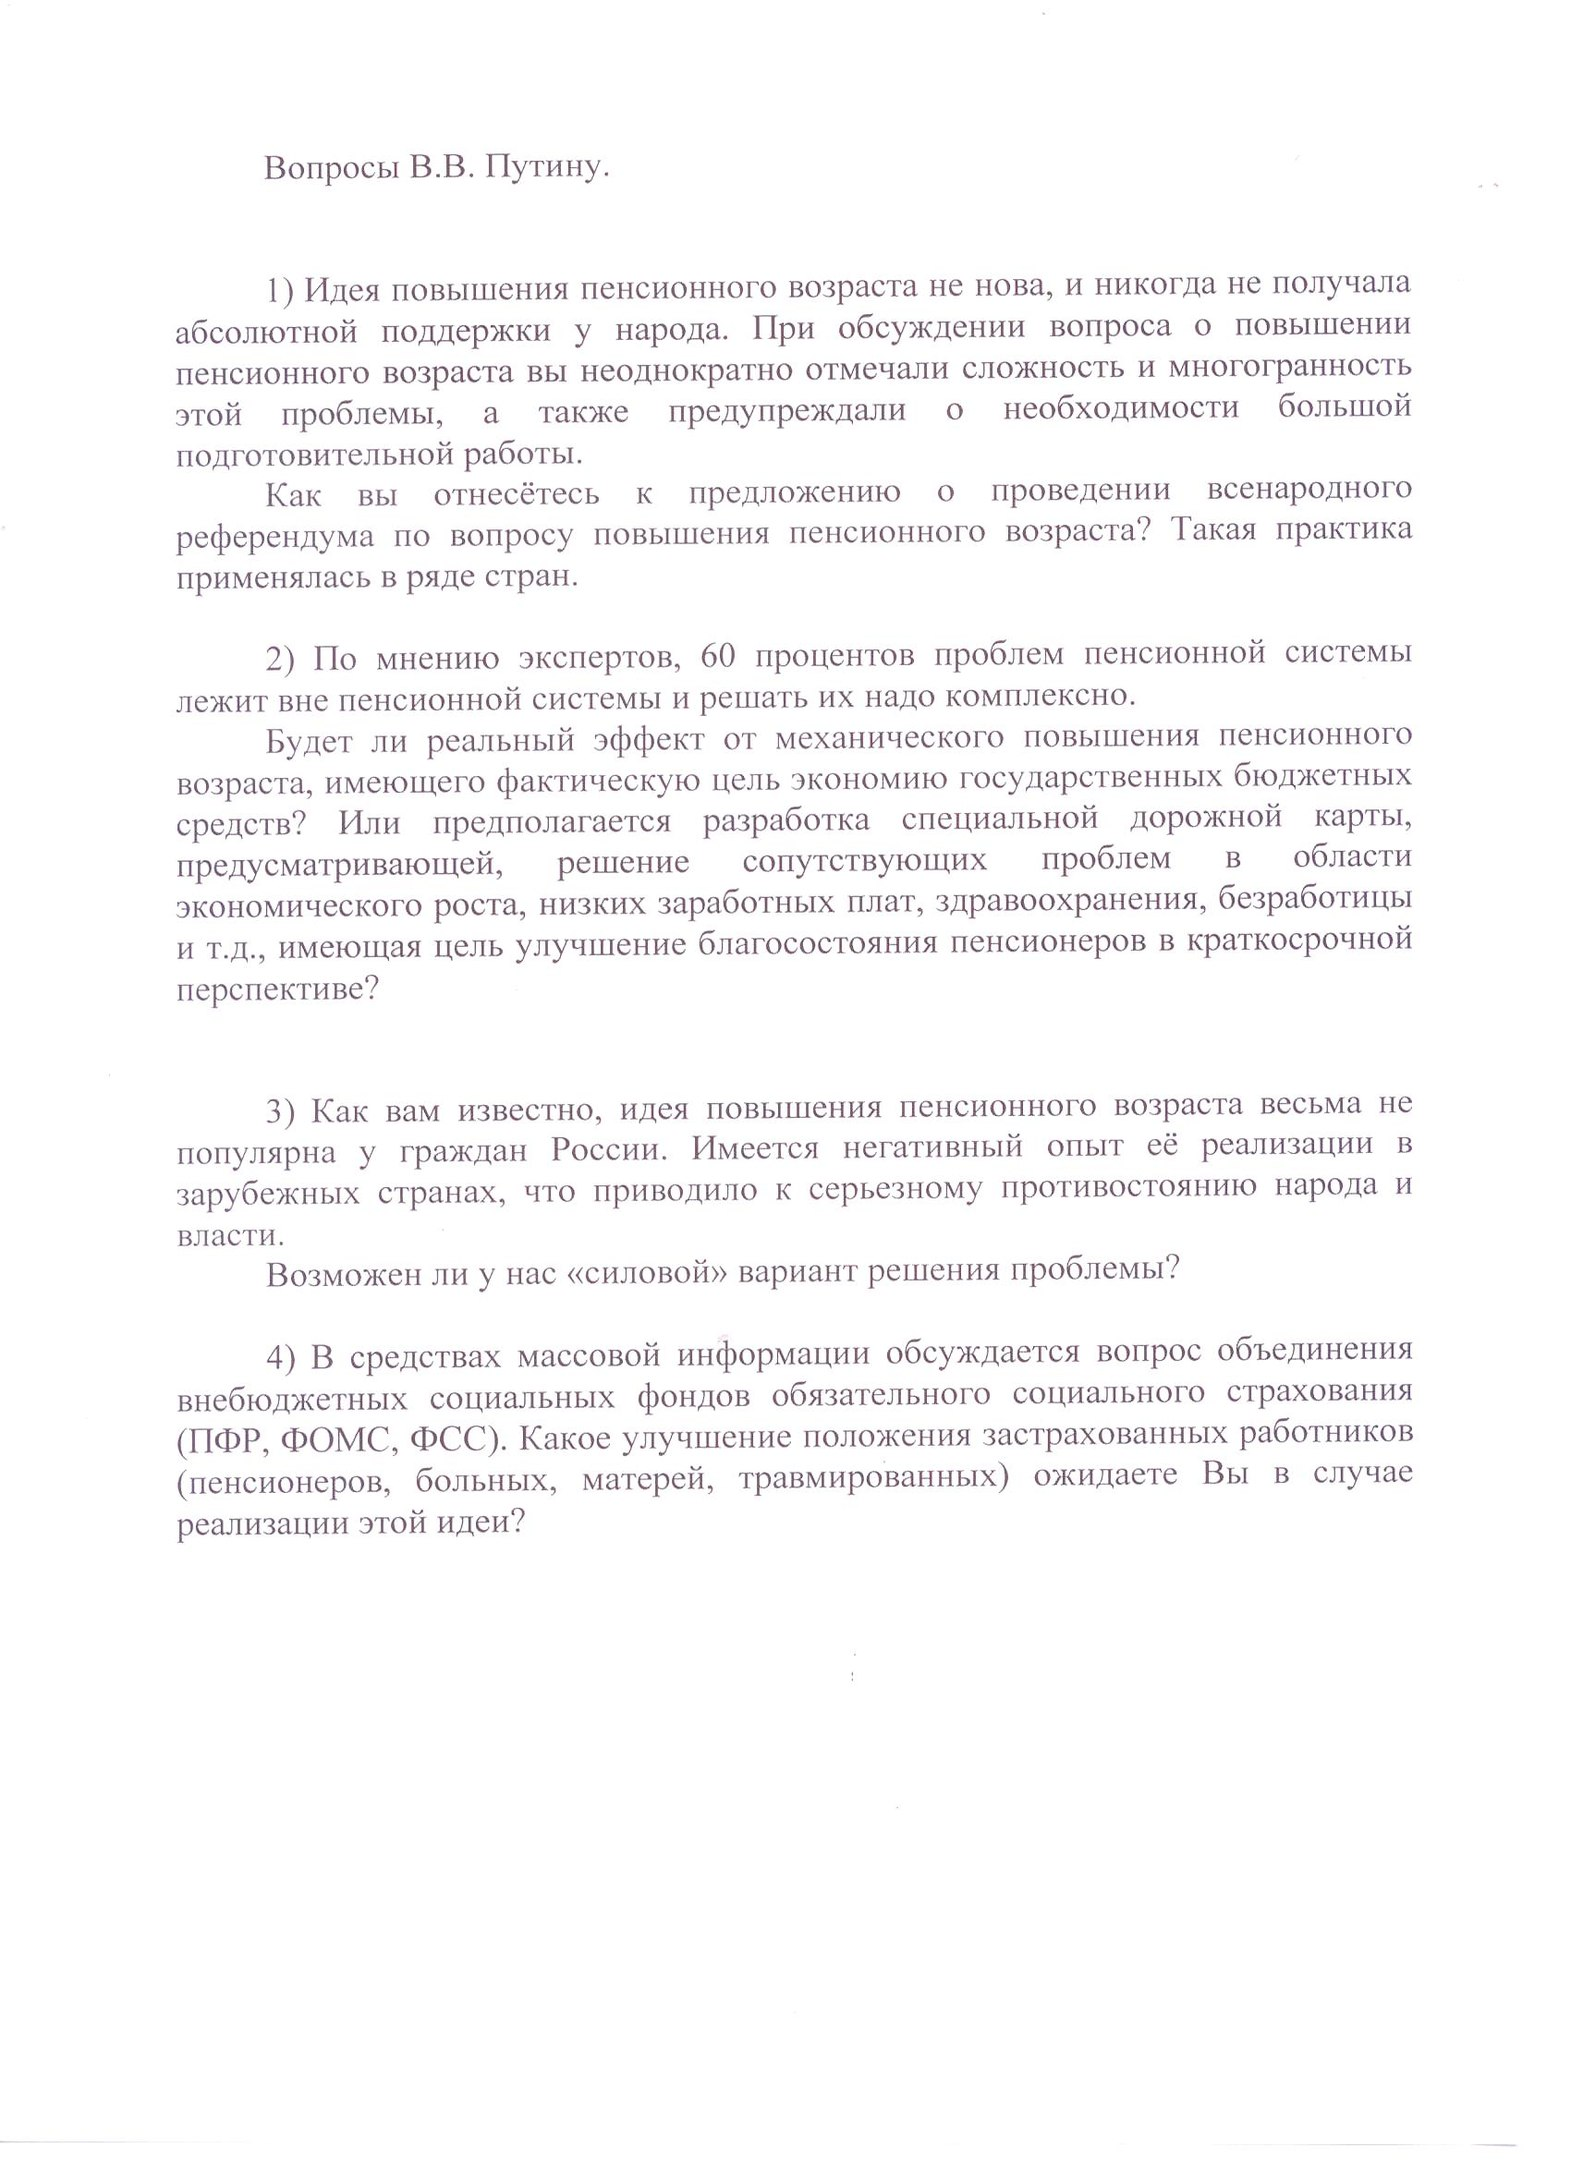 Вопросы В.В. Путину.
1) Идея повышения пенсионного возраста не нова, и никогда не получала
абсолютной поддержки у народа. При обсуждении вопроса о повышении
пенсионного возраста вы неоднократно отмечали сложность и многогранность
этой проблемы, а также предупреждали о необходимости большой
подготовительной работы.
Как вы отнесётесь к предложению о проведении всенародного
референдума по вопросу повышения пенсионного возраста? Такая практика
применялась в ряде стран.
2) По мнению экспертов, 60 процентов проблем пенсионной системы
лежит вне пенсионной системы и решать их надо комплексно.
Будет ли реальный эффект от механического повышения пенсионного
возраста, имеющего фактическую цель экономию государственных бюджетных
средств? Или предполагается разработка специальной дорожной карты,
предусматривающей, решение сопутствующих проблем в области
экономического роста, низких заработных плат, здравоохранения, безработицы
и т.д., имеющая цель улучшение благосостояния пенсионеров в краткосрочной
перспективе?
3) Как вам известно, идея повышения пенсионного возраста весьма не
популярна у граждан России. Имеется негативный опыт её реализации в
зарубежных странах, что приводило к серьезному противостоянию народа и
власти.
Возможен ли у нас «силовой» вариант решения проблемы?
4) В средствах массовой информации обсуждается вопрос объединения
внебюджетных социальных фондов обязательного социального страхования
(ПФР, ФОМС, ФСС). Какое улучшение положения застрахованных работников
(пенсионеров, больных, матерей, травмированных) ожидаете Вы в случае
реализации этой идеи?